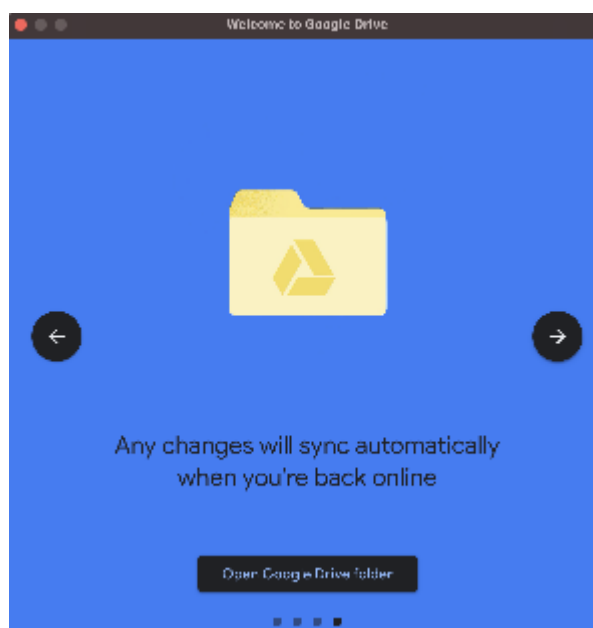 Welcome to Google Drive
Any changes will sync automatically
when you're back online
Open Google Drive folder